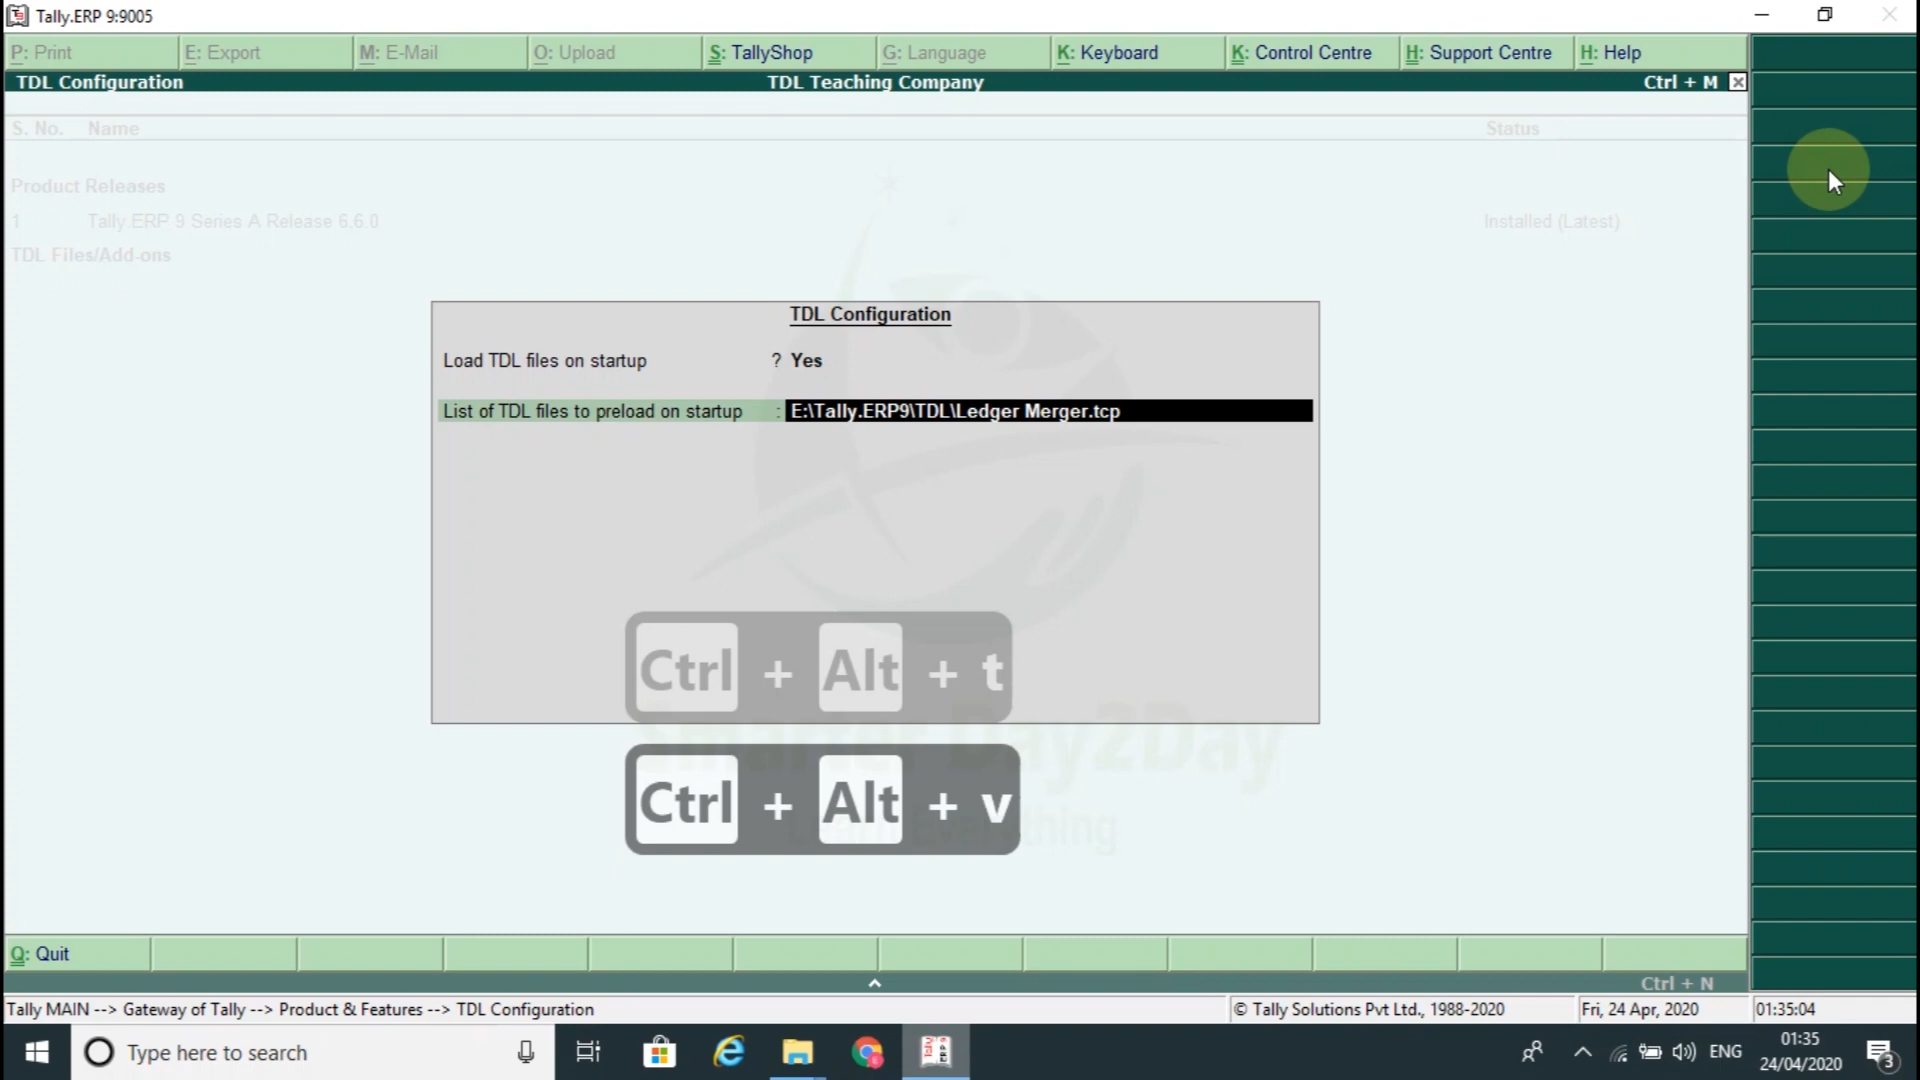 Tally.ERP 9:9005
P: Print E: Export M: E-Mail O: Upload S: TallyShop G: Language K: Keyboard K: Control Centre H: Support Centre H: Help
TDL Configuration TDL Teaching Company Ctrl + M
S. No. Name Status
Product Releases
1 Tally.ERP 9 Series A Release 6.6.0 Installed (Latest)
TDL Files/Add-ons
TDL Configuration
Load TDL files on startup ? Yes
List of TDL files to preload on startup : E:\Tally.ERP9\TDL\Ledger Merger.tcp
Ctrl + Alt + t
Smarter Day2Day
Ctrl + Alt + v
Learn Everything
Q: Quit
Ctrl + N
Tally MAIN --> Gateway of Tally --> Product & Features --> TDL Configuration © Tally Solutions Pvt Ltd., 1988-2020 Fri, 24 Apr, 2020 01:35:04
Type here to search ENG 01:35
24/04/2020 3